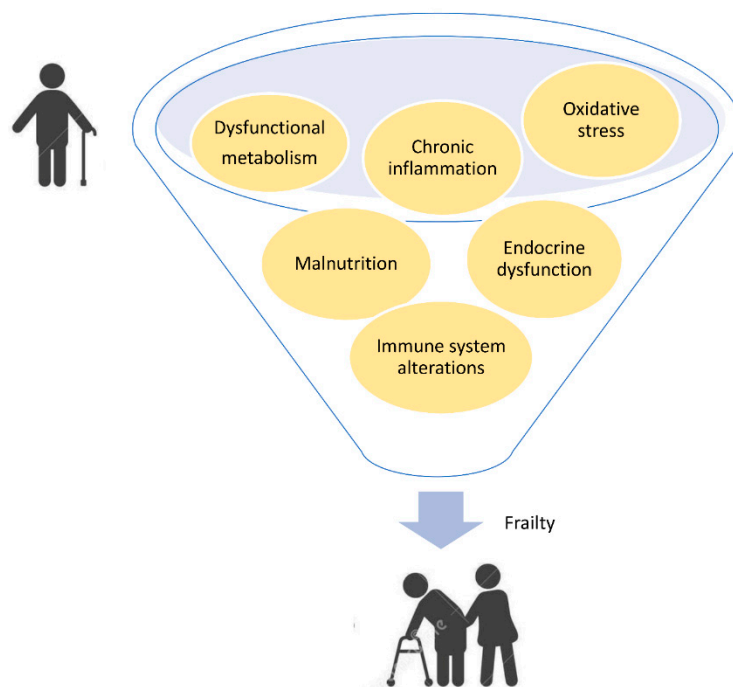 Oxidative
stress
Dysfunctional
metabolism
Chronic
inflammation
Malnutrition
Endocrine
dysfunction
Immune system
alterations
Frailty